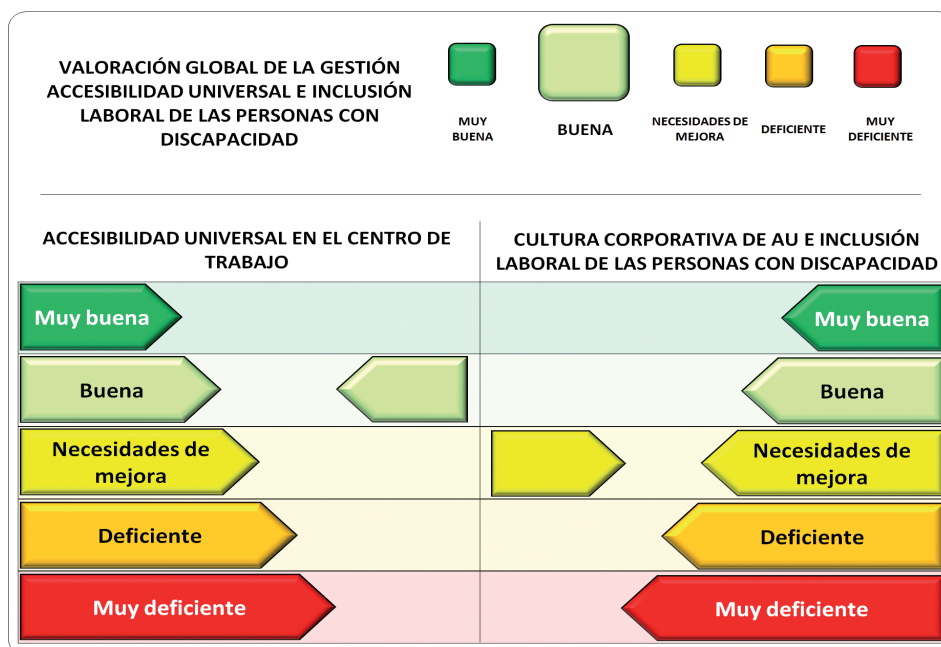 VALORACIÓN GLOBAL DE LA GESTIÓN
ACCESIBILIDAD UNIVERSAL E INCLUSIÓN
LABORAL DE LAS PERSONAS CON
DISCAPACIDAD
MUY
BUENA
BUENA
NECESIDADES DE
MEJORA
DEFICIENTE
MUY
DEFICIENTE
ACCESIBILIDAD UNIVERSAL EN EL CENTRO DE
TRABAJO
CULTURA CORPORATIVA DE AU E INCLUSIÓN
LABORAL DE LAS PERSONAS CON DISCAPACIDAD
Muy buena
Muy buena
Buena
Buena
Necesidades de
mejora
Necesidades de
mejora
Deficiente
Deficiente
Muy deficiente
Muy deficiente